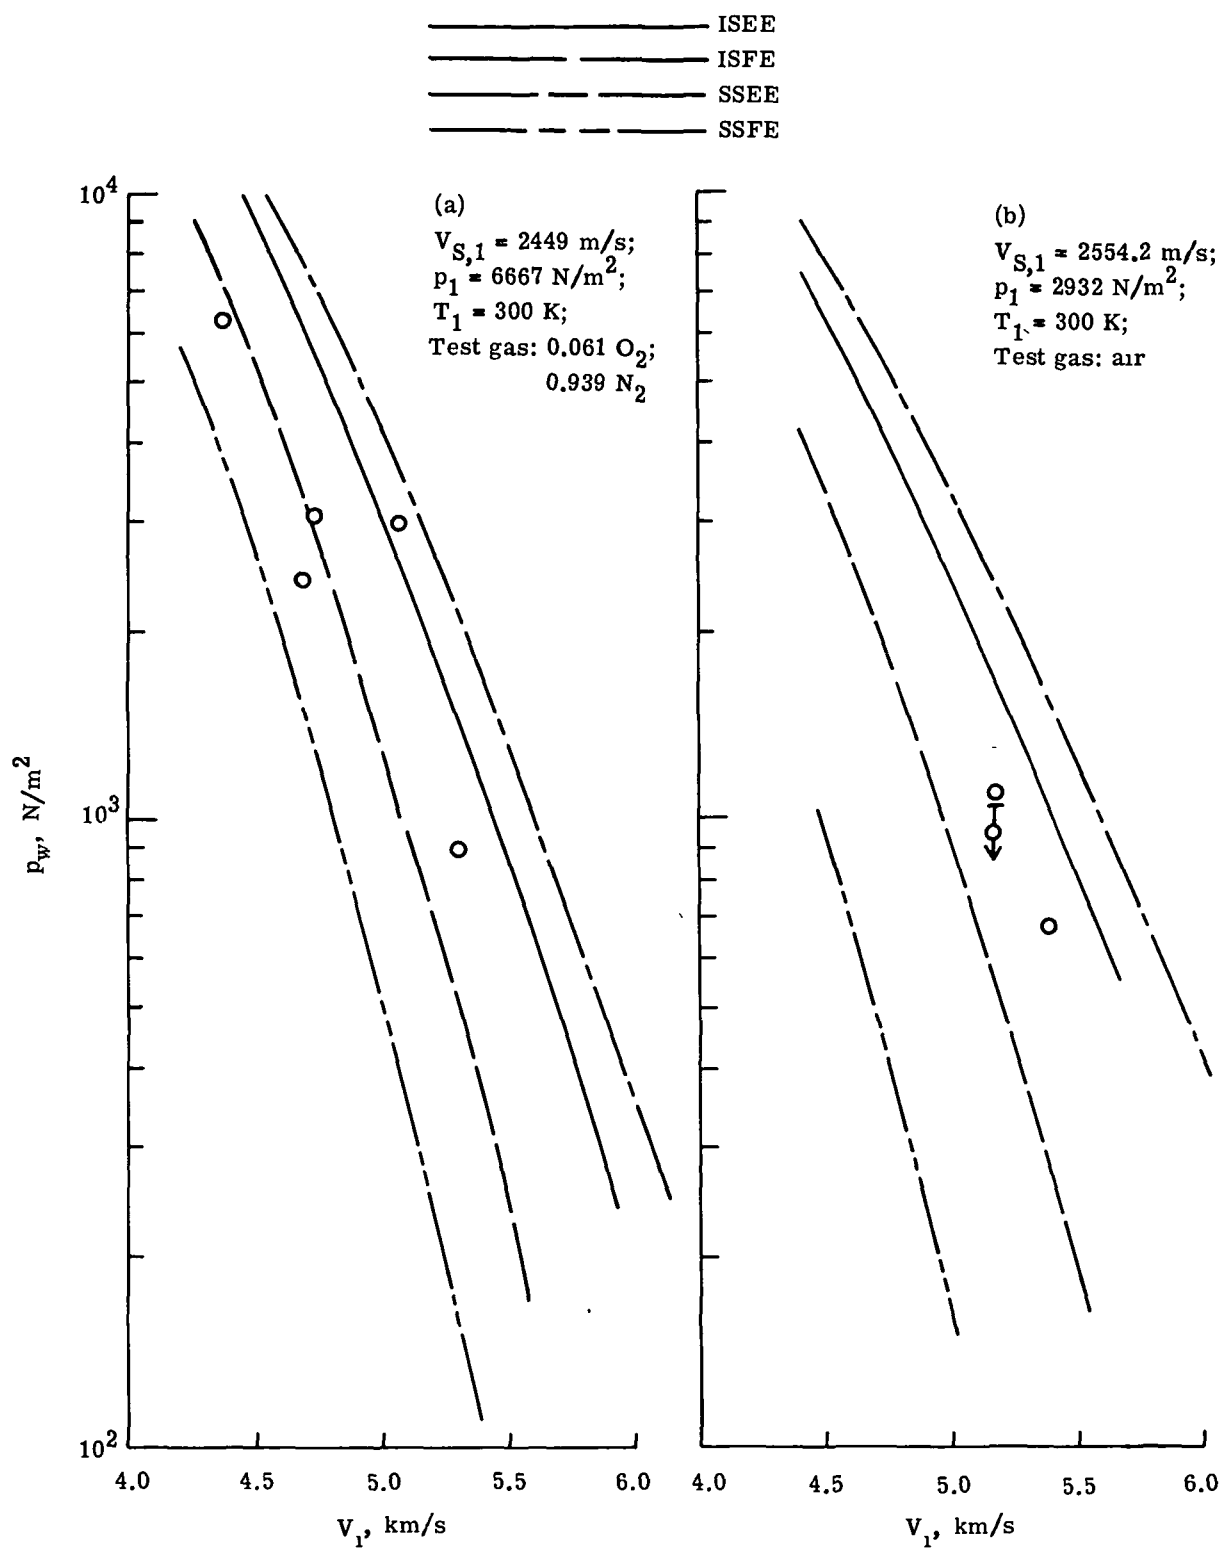 ISEE
ISFE
SSEE
SSFE
(a)
V_S,1 = 2449 m/s;
p_1 = 6667 N/m^2;
T_1 = 300 K;
Test gas: 0.061 O_2;
0.939 N_2
(b)
V_S,1 = 2554.2 m/s;
p_1 = 2932 N/m^2;
T_1 = 300 K;
Test gas: air
10^4
10^3
10^2
p_w, N/m^2
4.0 4.5 5.0 5.5 6.0
4.0 4.5 5.0 5.5 6.0
V_1, km/s
V_1, km/s